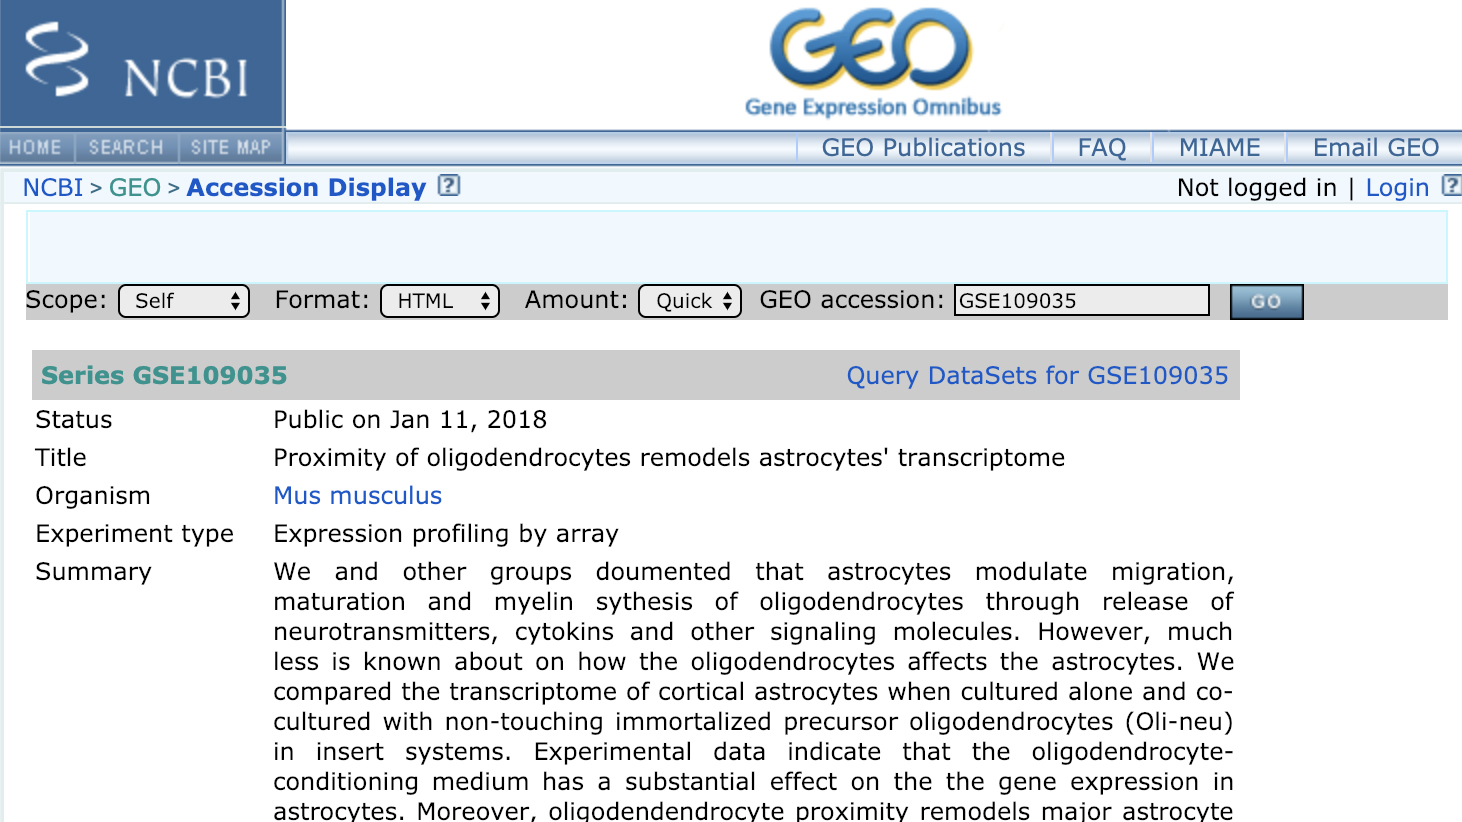 NCBI
GEO
Gene Expression Omnibus
HOME SEARCH SITE MAP
GEO Publications FAQ MIAME Email GEO
NCBI > GEO > Accession Display ?
Not logged in | Login ?
Scope: Self Format: HTML Amount: Quick GEO accession: GSE109035 GO
Series GSE109035 Query DataSets for GSE109035
Status Public on Jan 11, 2018
Title Proximity of oligodendrocytes remodels astrocytes' transcriptome
Organism Mus musculus
Experiment type Expression profiling by array
Summary We and other groups doumented that astrocytes modulate migration,
maturation and myelin sythesis of oligodendrocytes through release of
neurotransmitters, cytokins and other signaling molecules. However, much
less is known about on how the oligodendrocytes affects the astrocytes. We
compared the transcriptome of cortical astrocytes when cultured alone and co-
cultured with non-touching immortalized precursor oligodendrocytes (Oli-neu)
in insert systems. Experimental data indicate that the oligodendrocyte-
conditioning medium has a substantial effect on the the gene expression in
astrocytes. Moreover, oligodendendrocyte proximity remodels major astrocyte